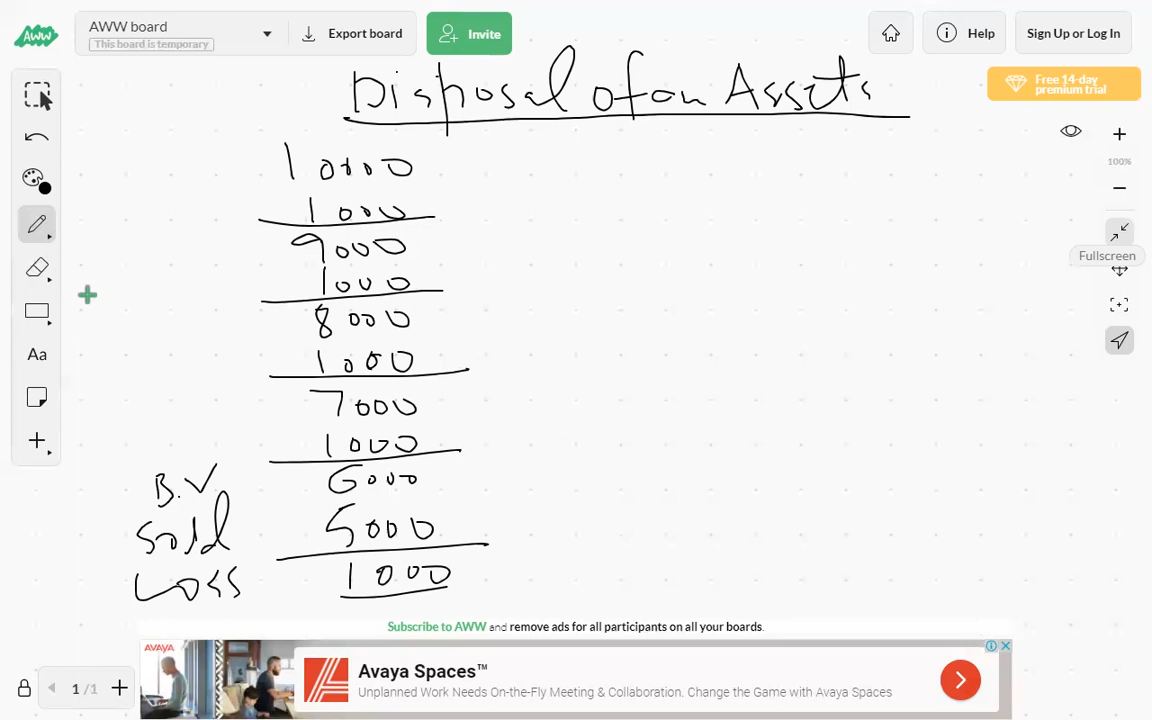 AWW
AWW board
This board is temporary
Export board
Invite
Help
Sign Up or Log In
Free 14-day
premium trial
100%
Fullscreen
Disposal of an Assets
10000
1000
9000
1000
8000
1000
7000
1000
B.V 6000
Sold 5000
Loss 1000
Aa
Subscribe to AWW and remove ads for all participants on all your boards.
AVAYA
Avaya Spaces™
Unplanned Work Needs On-the-Fly Meeting & Collaboration. Change the Game with Avaya Spaces
1 /1